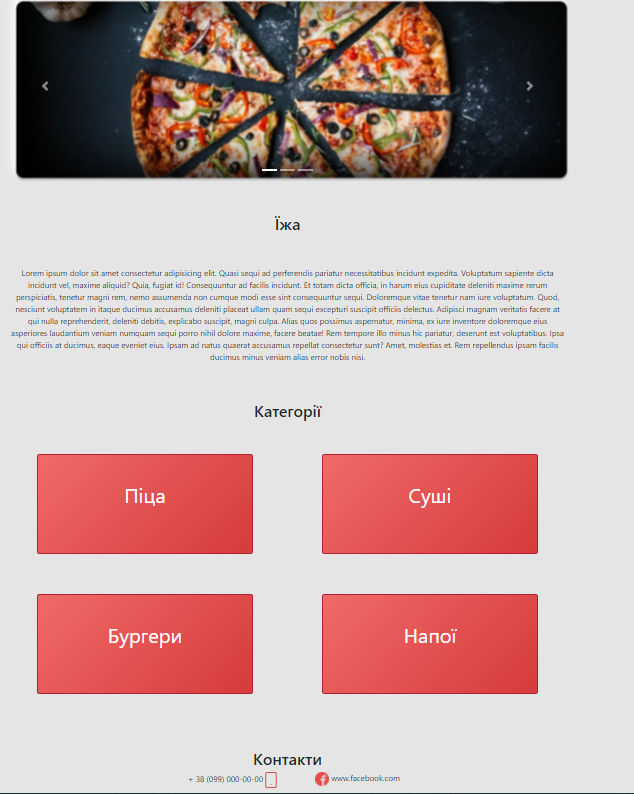 Їжа
Lorem ipsum dolor sit amet consectetur adipisicing elit. Quasi sequi ad perferendis pariatur necessitatibus incidunt expedita. Voluptatum sapiente dicta
incidunt vel, maxime aliquid? Quia, fugiat id! Consequuntur ad facilis incidunt. Et totam dicta officia, in harum eius cupiditate deleniti maxime rerum
perspiciatis, tenetur magni rem, nemo assumenda non cumque modi esse sint consequuntur sequi. Doloremque vitae tenetur nam iure voluptatum. Quod,
nesciunt voluptatem in itaque ducimus accusamus deleniti placeat ullam quam sequi excepturi suscipit officiis delectus. Adipisci magnam veritatis facere at
qui nulla reprehenderit, deleniti debitis, explicabo suscipit, magni culpa. Alias quos possimus aspernatur, minima, ex iure inventore doloremque eius
asperiores laudantium veniam numquam sequi porro nihil dolore maxime, facere beatae! Rem tempore illo minus hic pariatur, deserunt est voluptatibus. Ipsa
qui officiis at ducimus, eaque eveniet eius. Ipsam ad natus quaerat accusamus repellat consectetur sunt? Amet, molestias et. Rem repellendus ipsam facilis
ducimus minus veniam alias error nobis nisi.
Категорії
Піца
Суші
Бургери
Напої
Контакти
+ 38 (099) 000-00-00
www.facebook.com